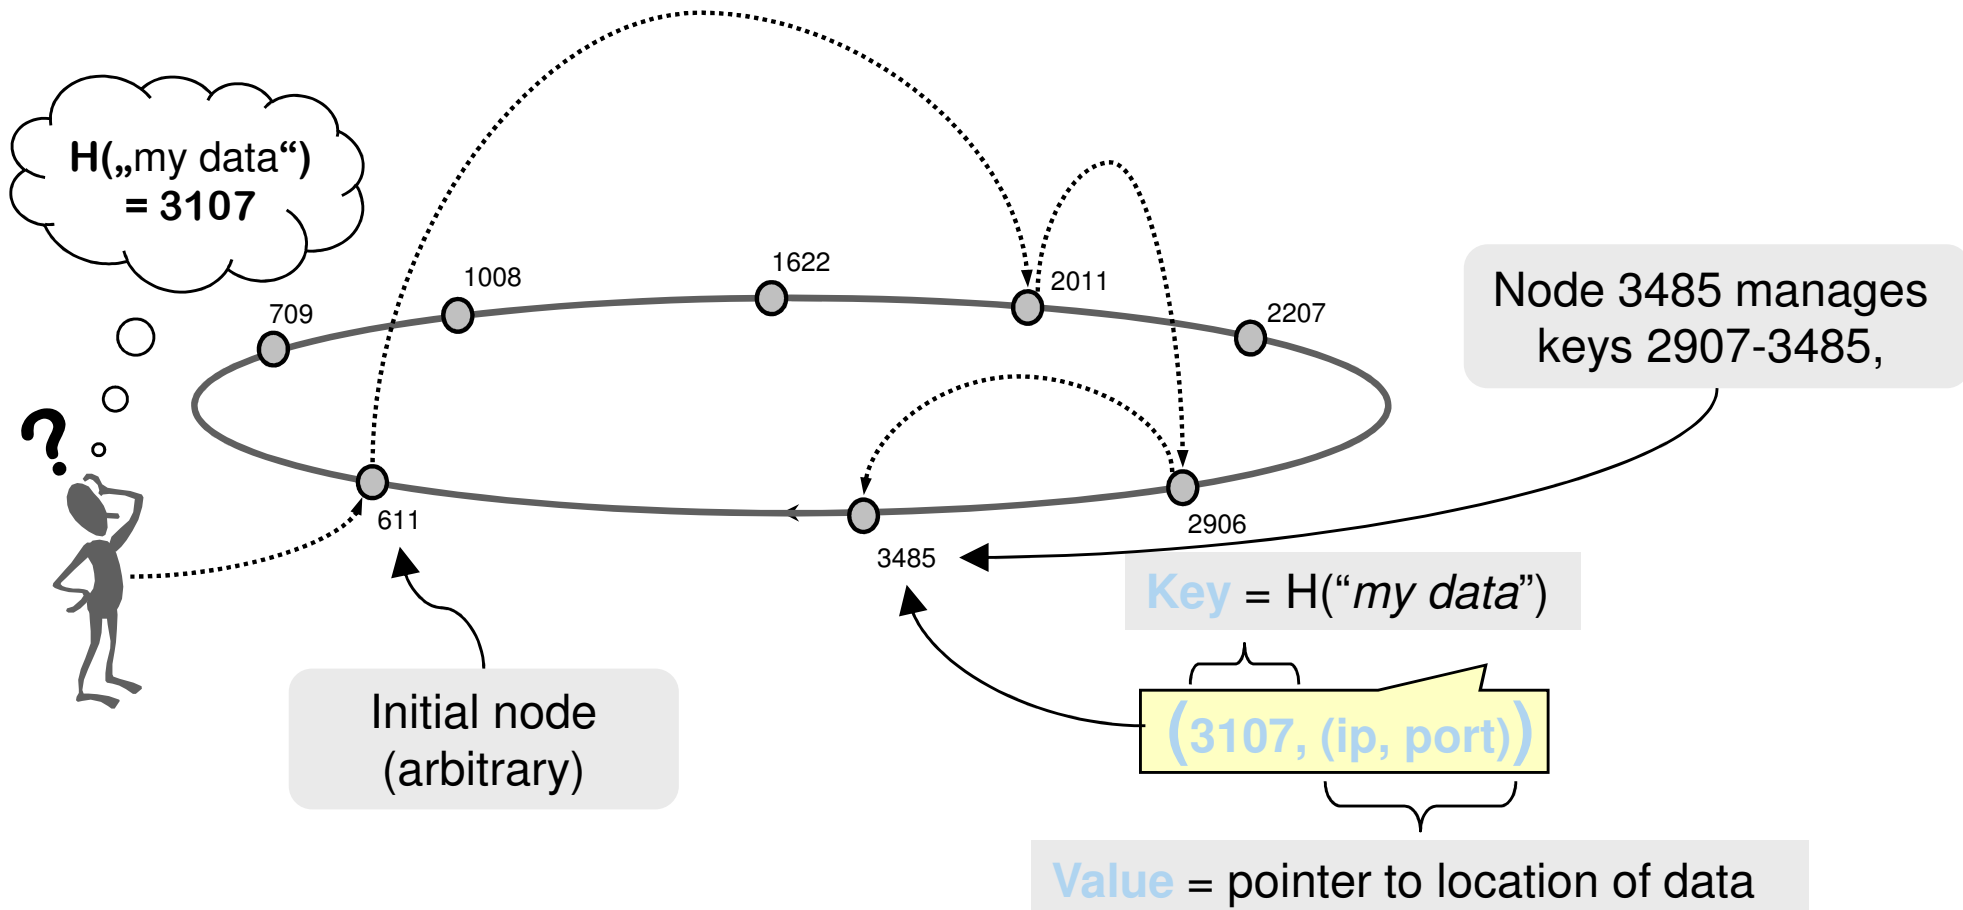 H(„my data“)
= 3107
709
1008
1622
2011
2207
Node 3485 manages
keys 2907-3485,
?
611
3485
2906
Key = H(“my data”)
Initial node
(arbitrary)
(3107, (ip, port))
Value = pointer to location of data